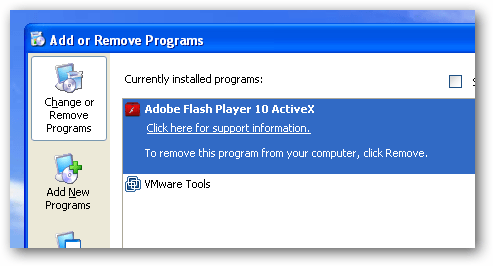 Add or Remove Programs
Change or
Remove
Programs
Currently installed programs:
Adobe Flash Player 10 ActiveX
Click here for support information.
To remove this program from your computer, click Remove.
Add New
Programs
VMware Tools